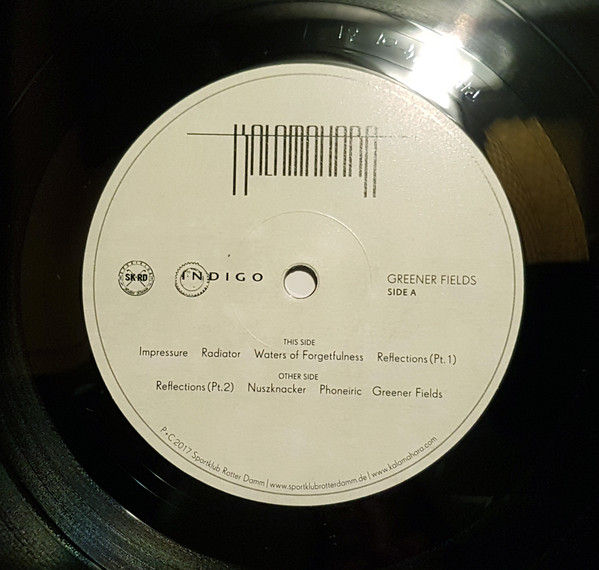 KALAMAHARA
SK·RD
INDIGO
GREENER FIELDS
SIDE A
THIS SIDE
Impressure Radiator Waters of Forgetfulness Reflections (Pt. 1)
OTHER SIDE
Reflections (Pt. 2) Nuszknacker Phoneiric Greener Fields
P+C 2017 Sportklub Rotter Damm | www.sportklubrotterdamm.de | www.kalamahara.com